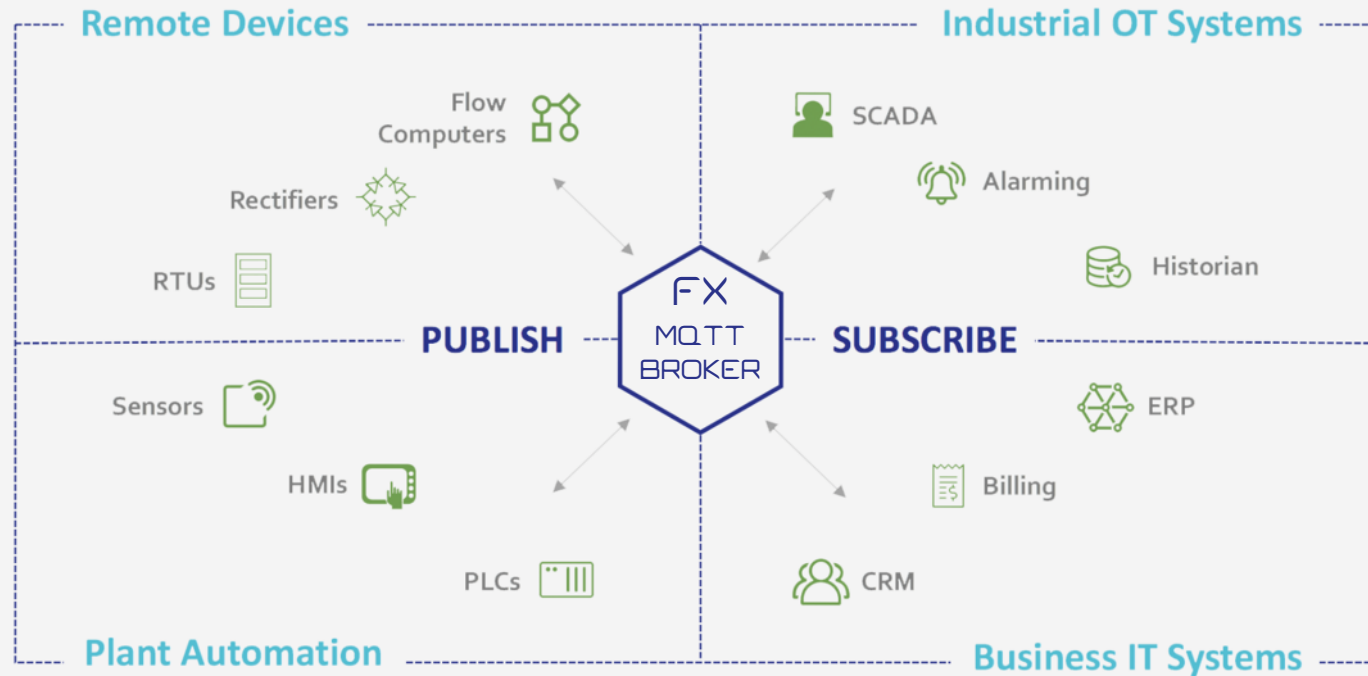 Remote Devices
Industrial OT Systems
Flow
Computers
SCADA
Rectifiers
Alarming
RTUs
Historian
PUBLISH
FX
MQTT
BROKER
SUBSCRIBE
Sensors
ERP
HMIs
Billing
PLCs
CRM
Plant Automation
Business IT Systems